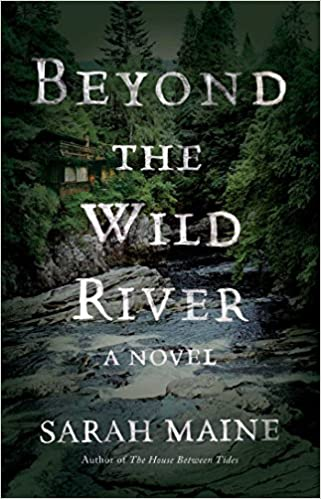 BEYOND
THE
WILD
RIVER
A NOVEL
SARAH MAINE
Author of The House Between Tides